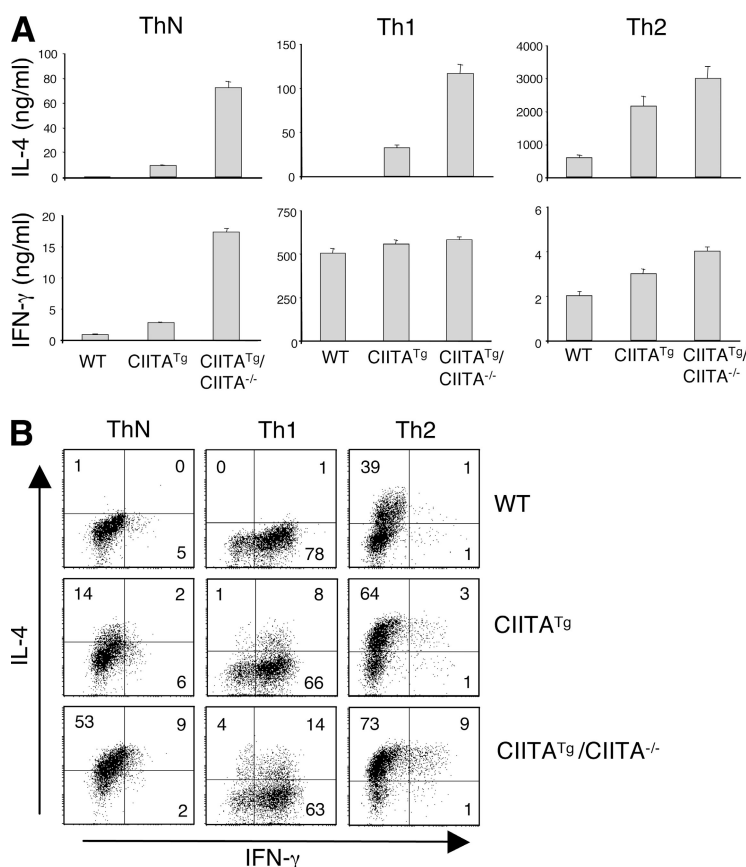 A
ThN Th1 Th2
IL-4 (ng/ml)
100
80
60
40
20
0
150
100
50
0
4000
3000
2000
1000
0
IFN-γ (ng/ml)
20
15
10
5
0
750
500
250
0
6
4
2
0
WT CIITATg CIITATg/ CIITA-/-
WT CIITATg CIITATg/ CIITA-/-
WT CIITATg CIITATg/ CIITA-/-
B
ThN Th1 Th2
1 0 0 1 39 1
WT
5 78 1
14 2 1 8 64 3
CIITATg
6 66 1
53 9 4 14 73 9
CIITATg/CIITA-/-
2 63 1
IL-4
IFN-γ